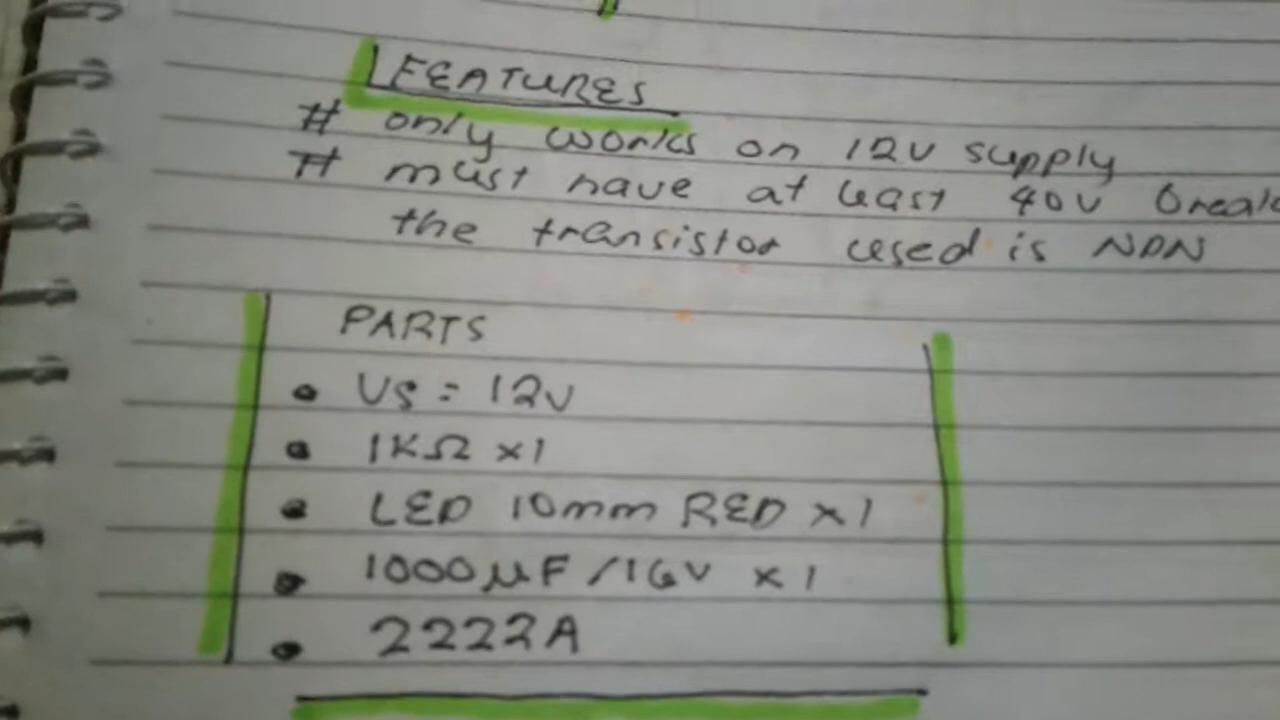 FEATURES
# only works on 12V supply
# must have at least 40V
the transistor used is NPN
PARTS
• VS = 12V
• 1KΩ x1
• LED 10mm RED x1
• 1000µF /16V x1
• 2222A